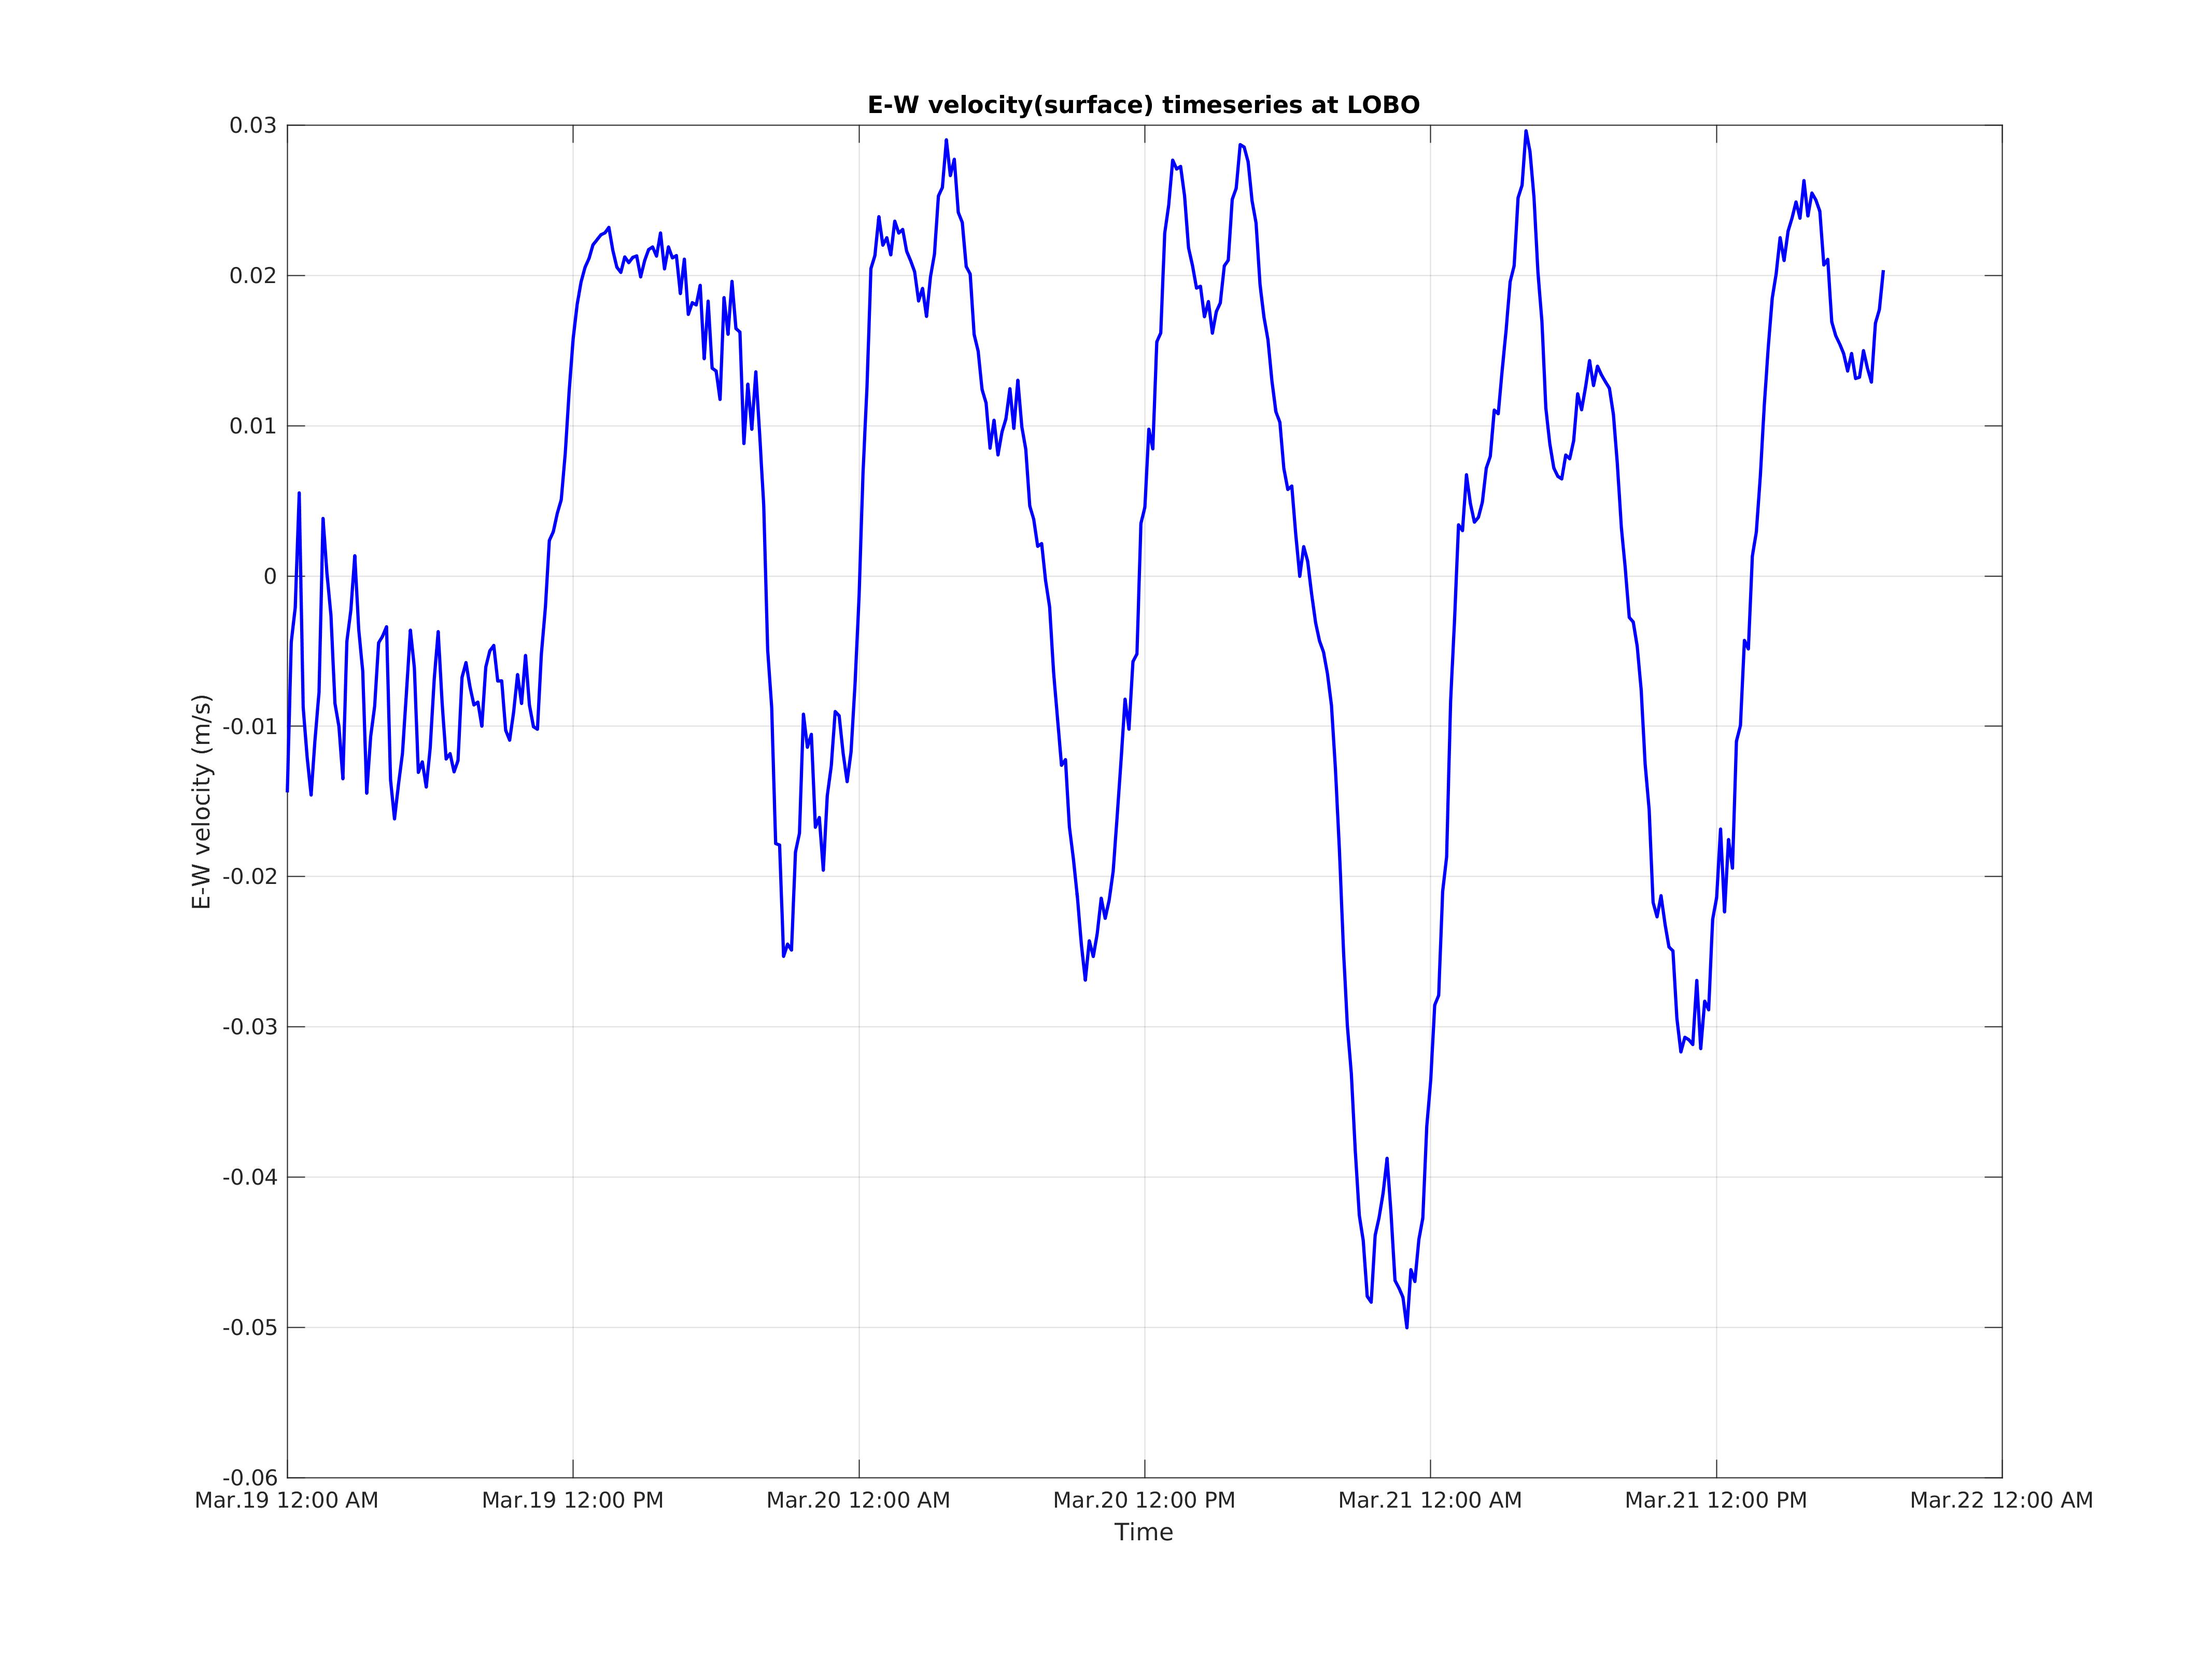 E-W velocity(surface) timeseries at LOBO
0.03
0.02
0.01
0
-0.01
-0.02
-0.03
-0.04
-0.05
-0.06
E-W velocity (m/s)
Mar.19 12:00 AM Mar.19 12:00 PM Mar.20 12:00 AM Mar.20 12:00 PM Mar.21 12:00 AM Mar.21 12:00 PM Mar.22 12:00 AM
Time